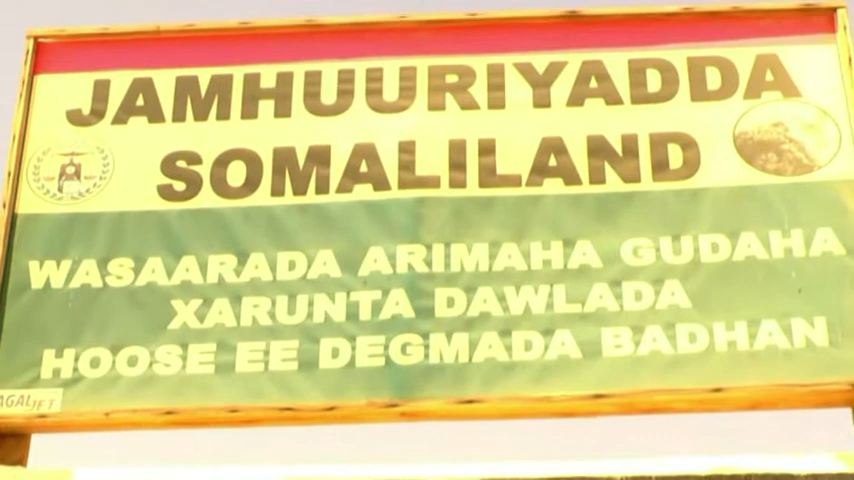 JAMHUURIYADDA
SOMALILAND
WASAARADA ARIMAHA GUDAHA
XARUNTA DAWLADA
HOOSE EE DEGMADA BADHAN